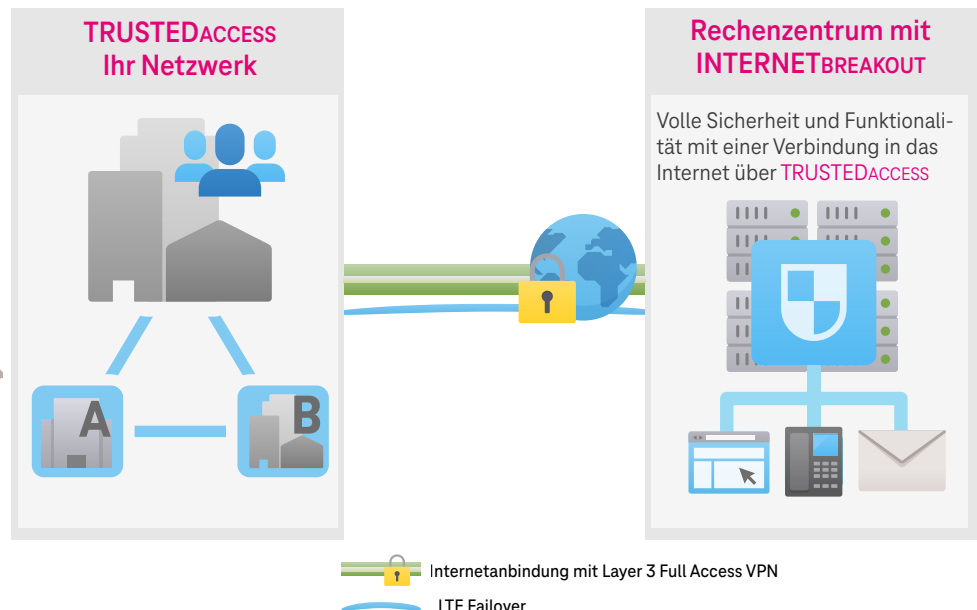 TRUSTEDACCESS
Ihr Netzwerk
A
B
Rechenzentrum mit
INTERNETBREAKOUT
Volle Sicherheit und Funktionali-
tät mit einer Verbindung in das
Internet über TRUSTEDACCESS
Internetanbindung mit Layer 3 Full Access VPN
LTE Failover